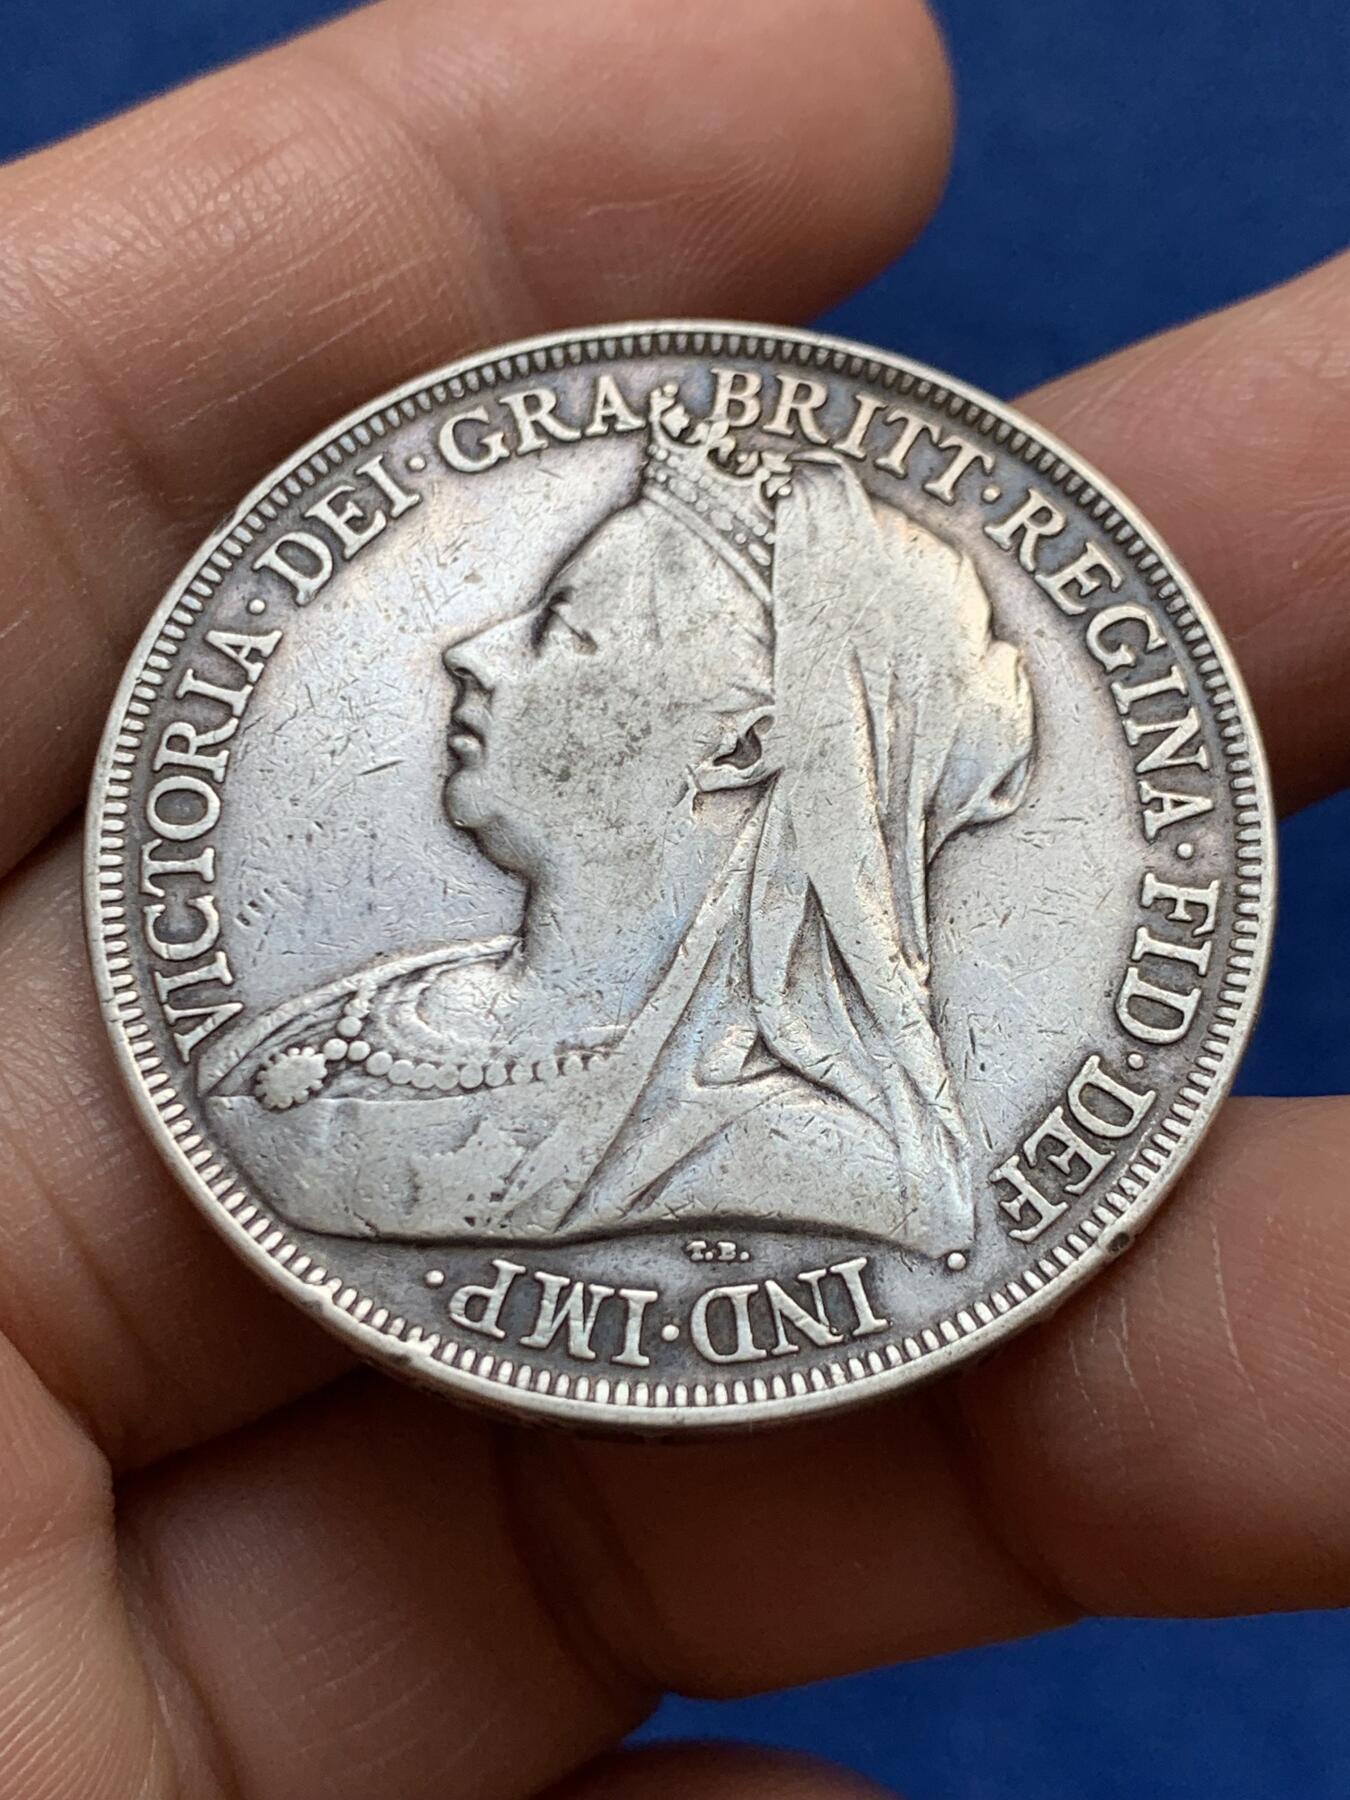 VICTORIA · DEI · GRA · BRITT · REGINA · FID · DEF · IND · IMP ·
T.B.